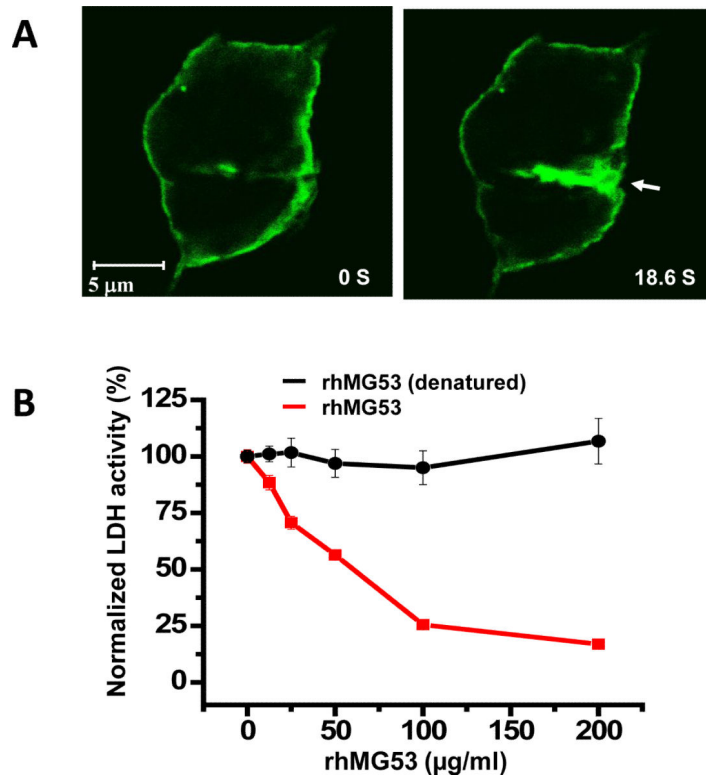 A
5 μm
0 S
18.6 S
B
rhMG53 (denatured)
rhMG53
Normalized LDH activity (%)
125
100
75
50
25
0
0
50
100
150
200
rhMG53 (μg/ml)